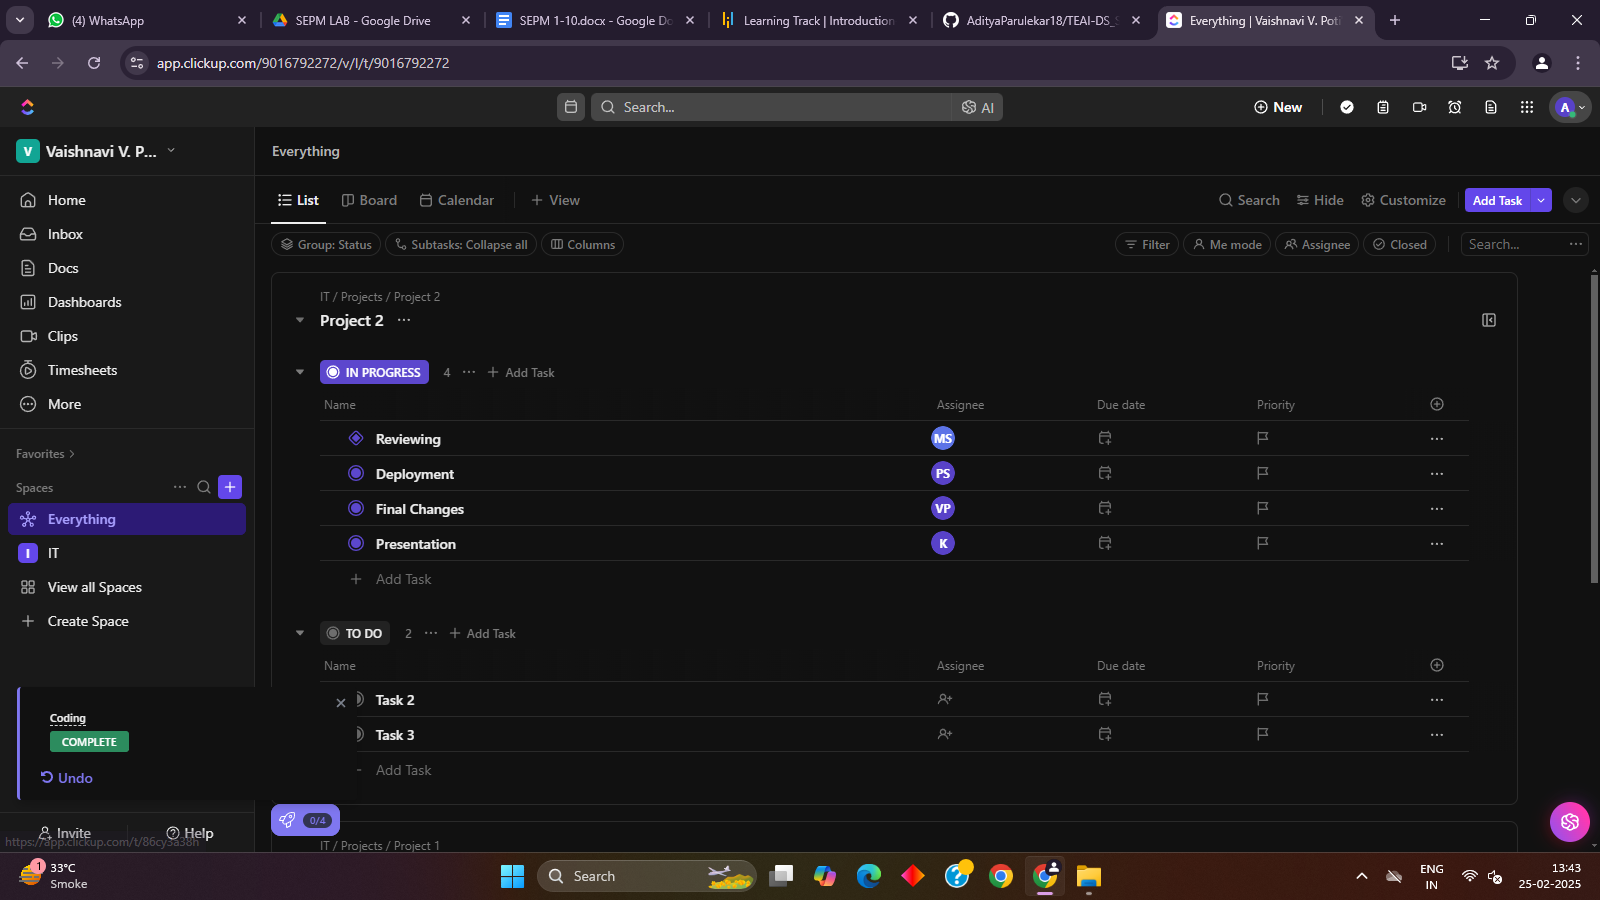 (4) WhatsApp
SEPM LAB - Google Drive
SEPM 1-10.docx - Google Do
Learning Track | Introduction
AdityaParulekar18/TEAI-DS_S
Everything | Vaishnavi V. Poti
app.clickup.com/9016792272/v/l/t/9016792272
Search...
AI
New
A
V
Vaishnavi V. P...
Everything
Home
Inbox
Docs
Dashboards
Clips
Timesheets
More
Favorites
Spaces
Everything
I
IT
View all Spaces
Create Space
List
Board
Calendar
View
Search
Hide
Customize
Add Task
Group: Status
Subtasks: Collapse all
Columns
Filter
Me mode
Assignee
Closed
Search...
IT / Projects / Project 2
Project 2
IN PROGRESS
4
Add Task
Name
Assignee
Due date
Priority
Reviewing
MS
Deployment
PS
Final Changes
VP
Presentation
K
Add Task
TO DO
2
Add Task
Name
Assignee
Due date
Priority
Task 2
Task 3
Add Task
Coding
COMPLETE
Undo
0/4
Invite
Help
https://app.clickup.com/t/86cy3a38h
IT / Projects / Project 1
1
33°C
Smoke
Search
ENG
IN
13:43
25-02-2025